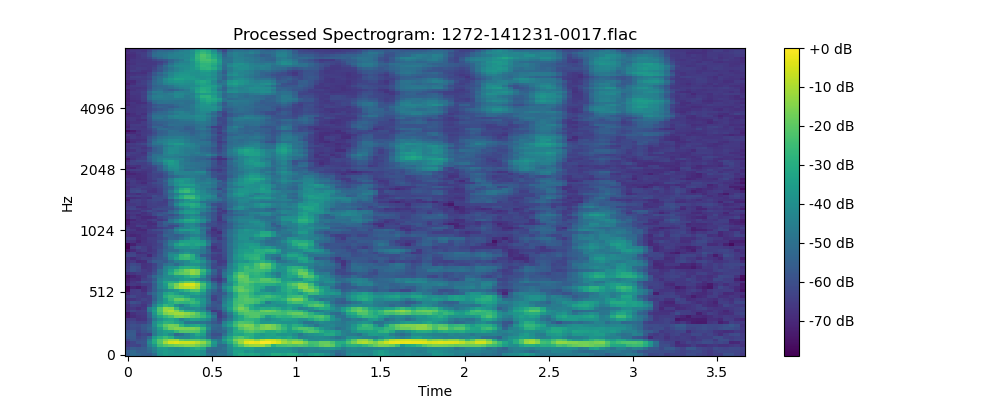 Processed Spectrogram: 1272-141231-0017.flac
+0 dB
-10 dB
4096
-20 dB
2048
-30 dB
Hz
-40 dB
1024
-50 dB
512
-60 dB
-70 dB
0
0 0.5 1 1.5 2 2.5 3 3.5
Time